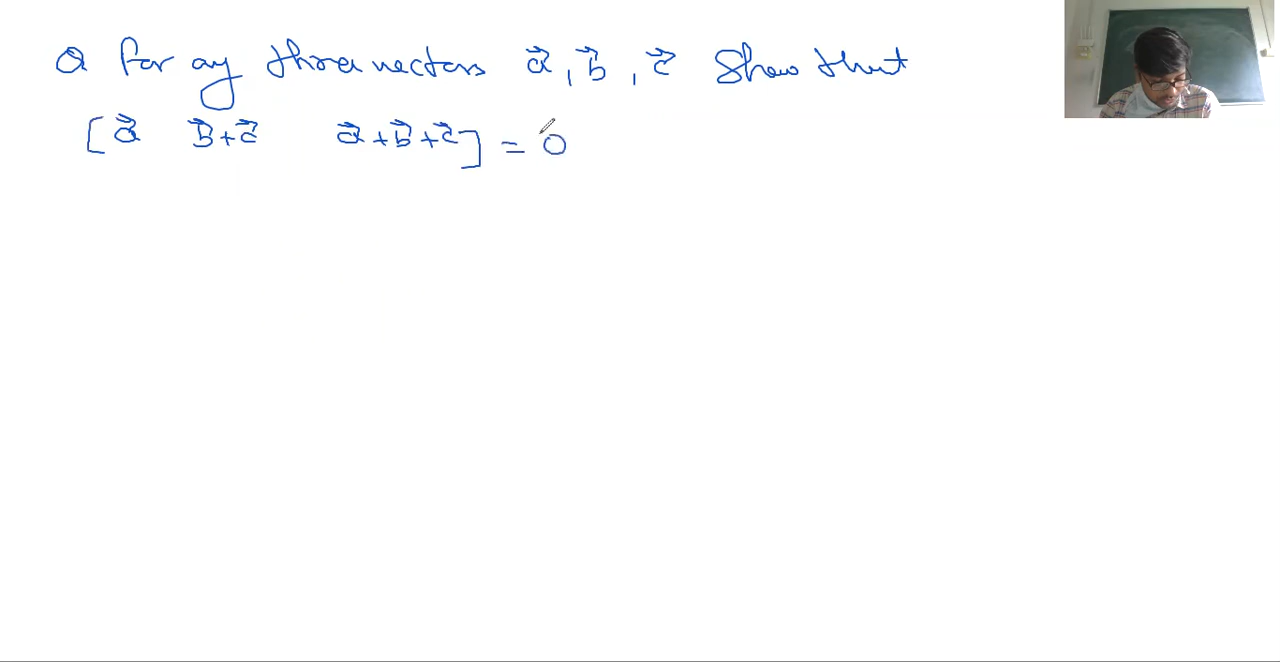 Q for any three vectors a⃗, b⃗, c⃗ Show that
[a⃗ b⃗+c⃗ a⃗+b⃗+c⃗] = 0